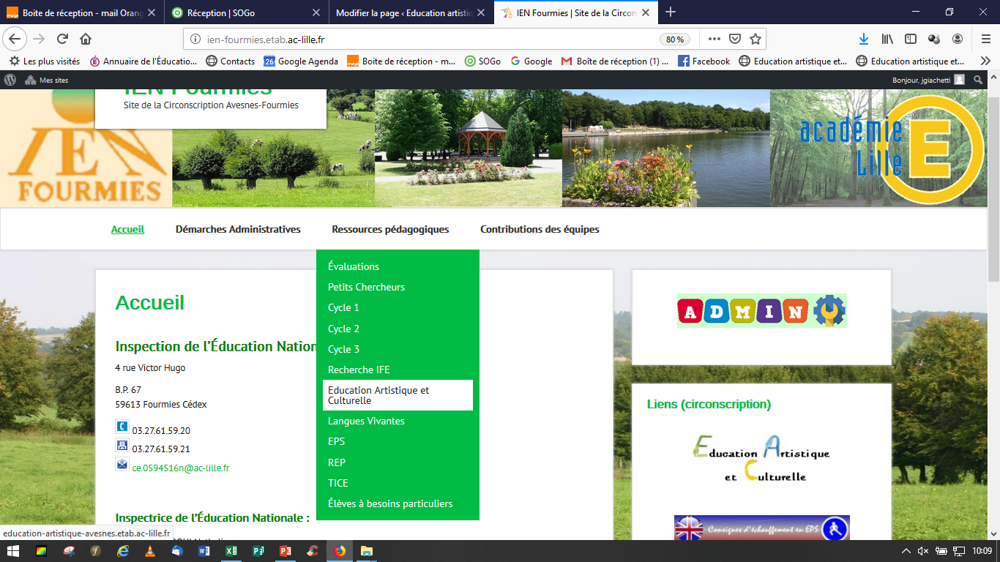 Boite de réception - mail Orang
Réception | SOGo
Modifier la page ‹ Education artistiq
IEN Fourmies | Site de la Circon
ien-fourmies.etab.ac-lille.fr
80 %
Les plus visités
Annuaire de l'Éducatio...
Contacts
26
Google Agenda
Boite de réception - m...
SOGo
Google
Boîte de réception (1) ...
Facebook
Education artistique et...
Education artistique et...
Mes sites
Bonjour, jgiachetti
IEN Fourmies
Site de la Circonscription Avesnes-Fourmies
IEN
FOURMIES
académie
Lille
E
Accueil
Démarches Administratives
Ressources pédagogiques
Contributions des équipes
Évaluations
Petits Chercheurs
Cycle 1
Cycle 2
Cycle 3
Recherche IFE
Education Artistique et
Culturelle
Langues Vivantes
EPS
REP
TICE
Élèves à besoins particuliers
Accueil
Inspection de l'Éducation Nation
4 rue Victor Hugo
B.P. 67
59613 Fourmies Cédex
03.27.61.59.20
03.27.61.59.21
ce.0594516n@ac-lille.fr
Inspectrice de l'Éducation Nationale :
ADMIN
Liens (circonscription)
Education Artistique
et Culturelle
Consignes d'échauffement en EPS
education-artistique-avesnes.etab.ac-lille.fr
10:09